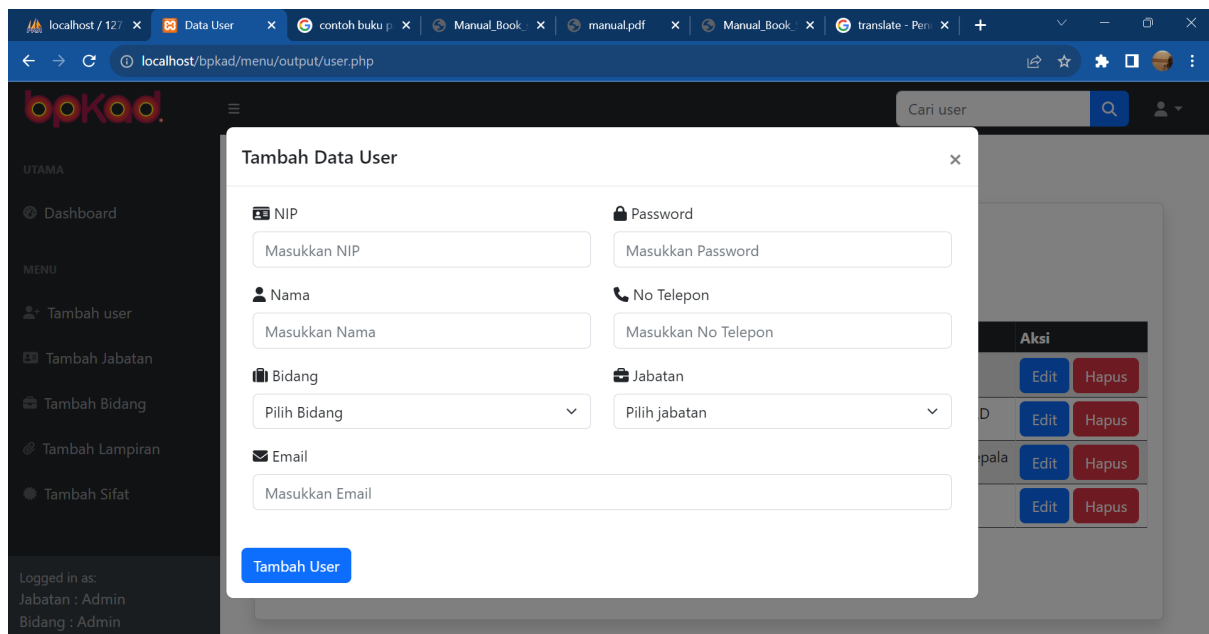 localhost / 127.
Data User
contoh buku p
Manual_Book_
manual.pdf
Manual_Book_
translate - Pen
localhost/bpkad/menu/output/user.php
bpkad.
Cari user
Tambah Data User
UTAMA
Dashboard
MENU
Tambah user
Tambah Jabatan
Tambah Bidang
Tambah Lampiran
Tambah Sifat
Logged in as:
Jabatan : Admin
Bidang : Admin
NIP
Password
Masukkan NIP
Masukkan Password
Nama
No Telepon
Masukkan Nama
Masukkan No Telepon
Bidang
Jabatan
Pilih Bidang
Pilih jabatan
Email
Masukkan Email
Tambah User
Aksi
Edit Hapus
D Edit Hapus
epala Edit Hapus
Edit Hapus